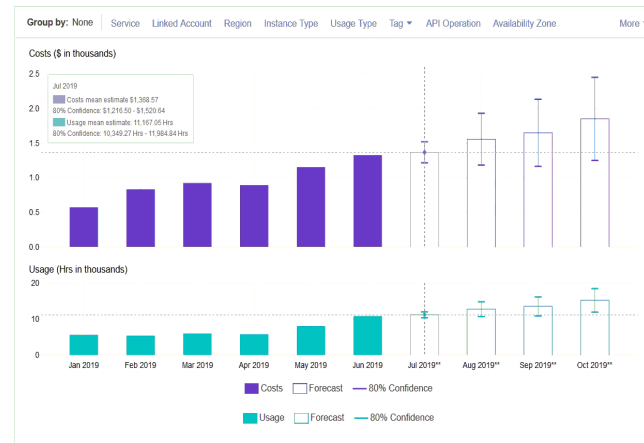 Group by: None Service Linked Account Region Instance Type Usage Type Tag API Operation Availability Zone More
Costs ($ in thousands)
2.5
2.0
1.5
1.0
0.5
0.0
Jul 2019
Costs mean estimate $1,368.57
80% Confidence: $1,216.50 - $1,520.64
Usage mean estimate: 11,167.05 Hrs
80% Confidence: 10,349.27 Hrs - 11,984.84 Hrs
Usage (Hrs in thousands)
20
10
0
Jan 2019 Feb 2019 Mar 2019 Apr 2019 May 2019 Jun 2019 Jul 2019** Aug 2019** Sep 2019** Oct 2019**
Costs Forecast 80% Confidence
Usage Forecast 80% Confidence